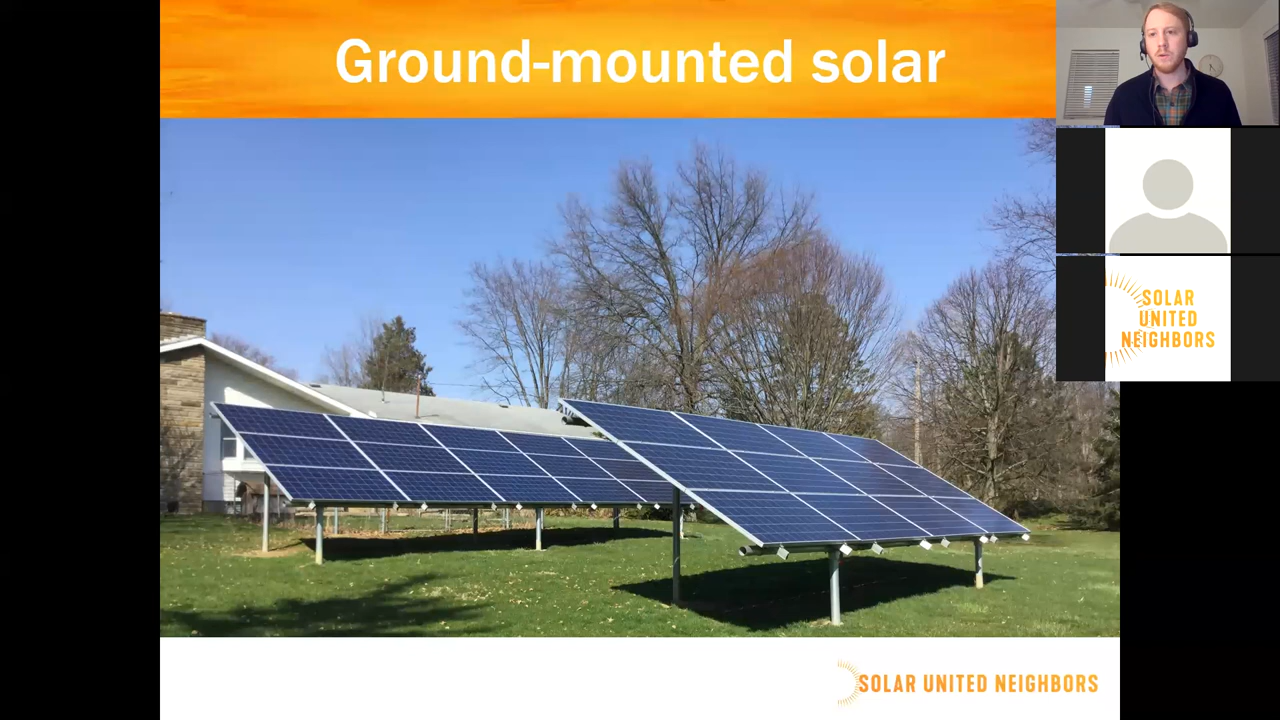 Ground-mounted solar
SOLAR
UNITED
NEIGHBORS
SOLAR UNITED NEIGHBORS